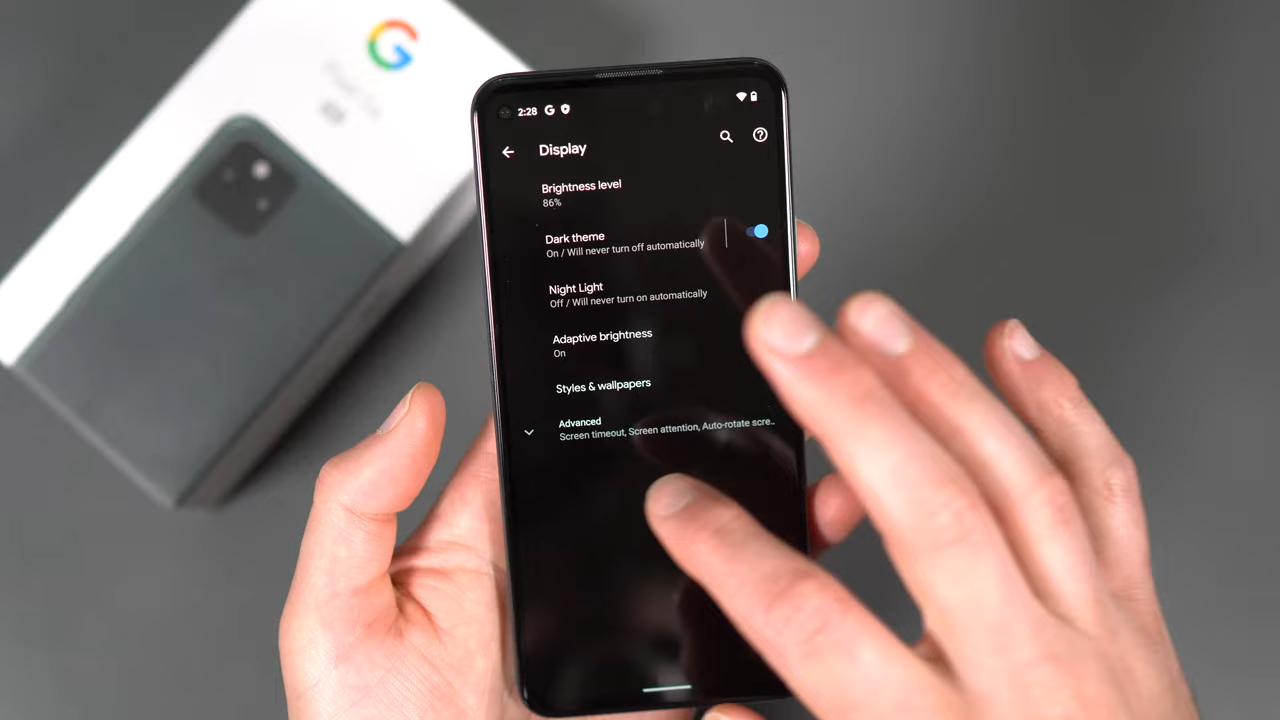 2:28
Display
Brightness level
86%
Dark theme
On / Will never turn off automatically
Night Light
Off / Will never turn on automatically
Adaptive brightness
On
Styles & wallpapers
Advanced
Screen timeout, Screen attention, Auto-rotate scre..